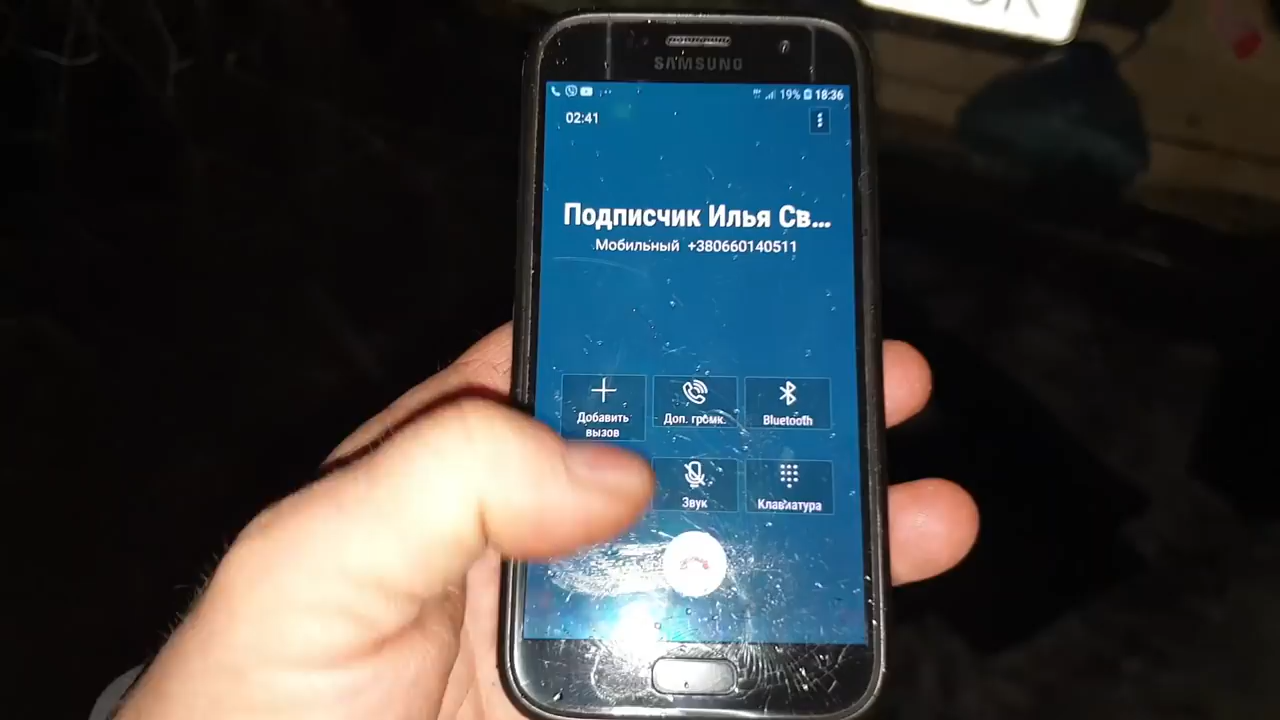 SAMSUNG
19% 18:36
02:41
Подписчик Илья Св...
Мобильный +380660140511
Добавить
вызов
Доп. громк.
Bluetooth
Звук
Клавиатура